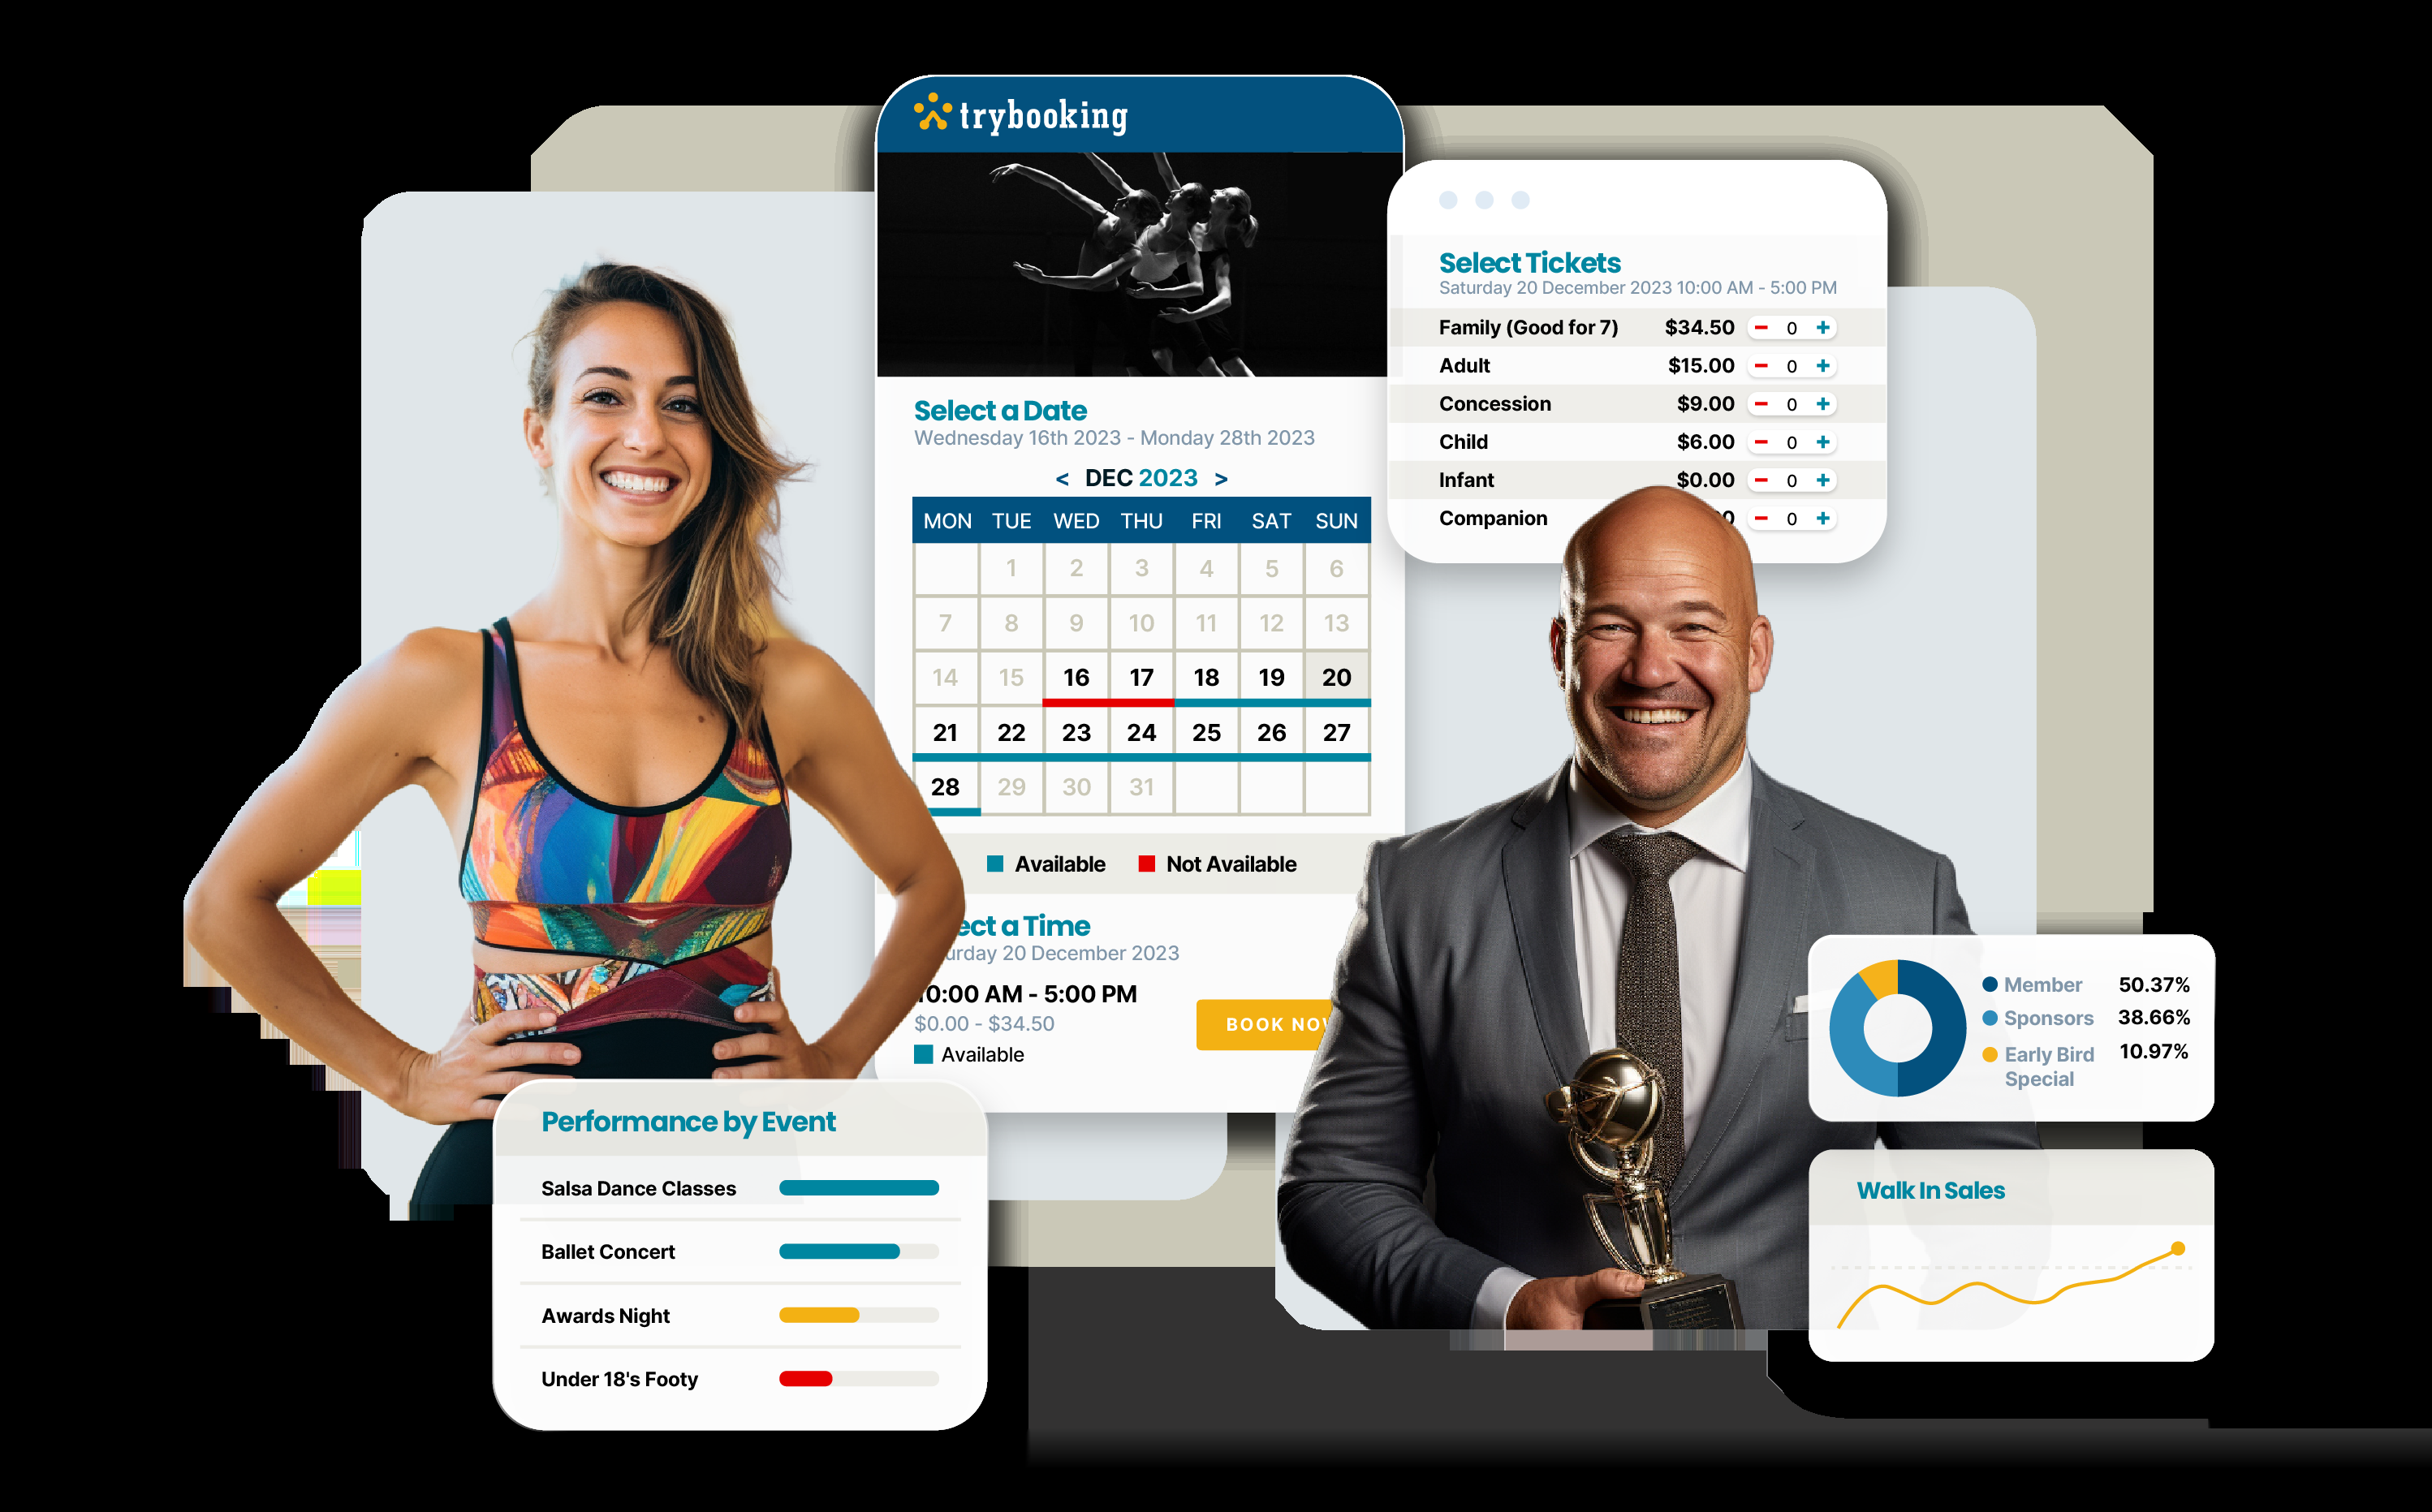 trybooking
Select a Date
Wednesday 16th 2023 - Monday 28th 2023
< DEC 2023 >
MON TUE WED THU FRI SAT SUN
1 2 3 4 5 6
7 8 9 10 11 12 13
14 15 16 17 18 19 20
21 22 23 24 25 26 27
28 29 30 31
Available Not Available
ect a Time
urday 20 December 2023
10:00 AM - 5:00 PM
$0.00 - $34.50
Available
BOOK NOW
Select Tickets
Saturday 20 December 2023 10:00 AM - 5:00 PM
Family (Good for 7) $34.50 - 0 +
Adult $15.00 - 0 +
Concession $9.00 - 0 +
Child $6.00 - 0 +
Infant $0.00 - 0 +
Companion 0 - 0 +
Performance by Event
Salsa Dance Classes
Ballet Concert
Awards Night
Under 18's Footy
Member 50.37%
Sponsors 38.66%
Early Bird 10.97%
Special
Walk In Sales